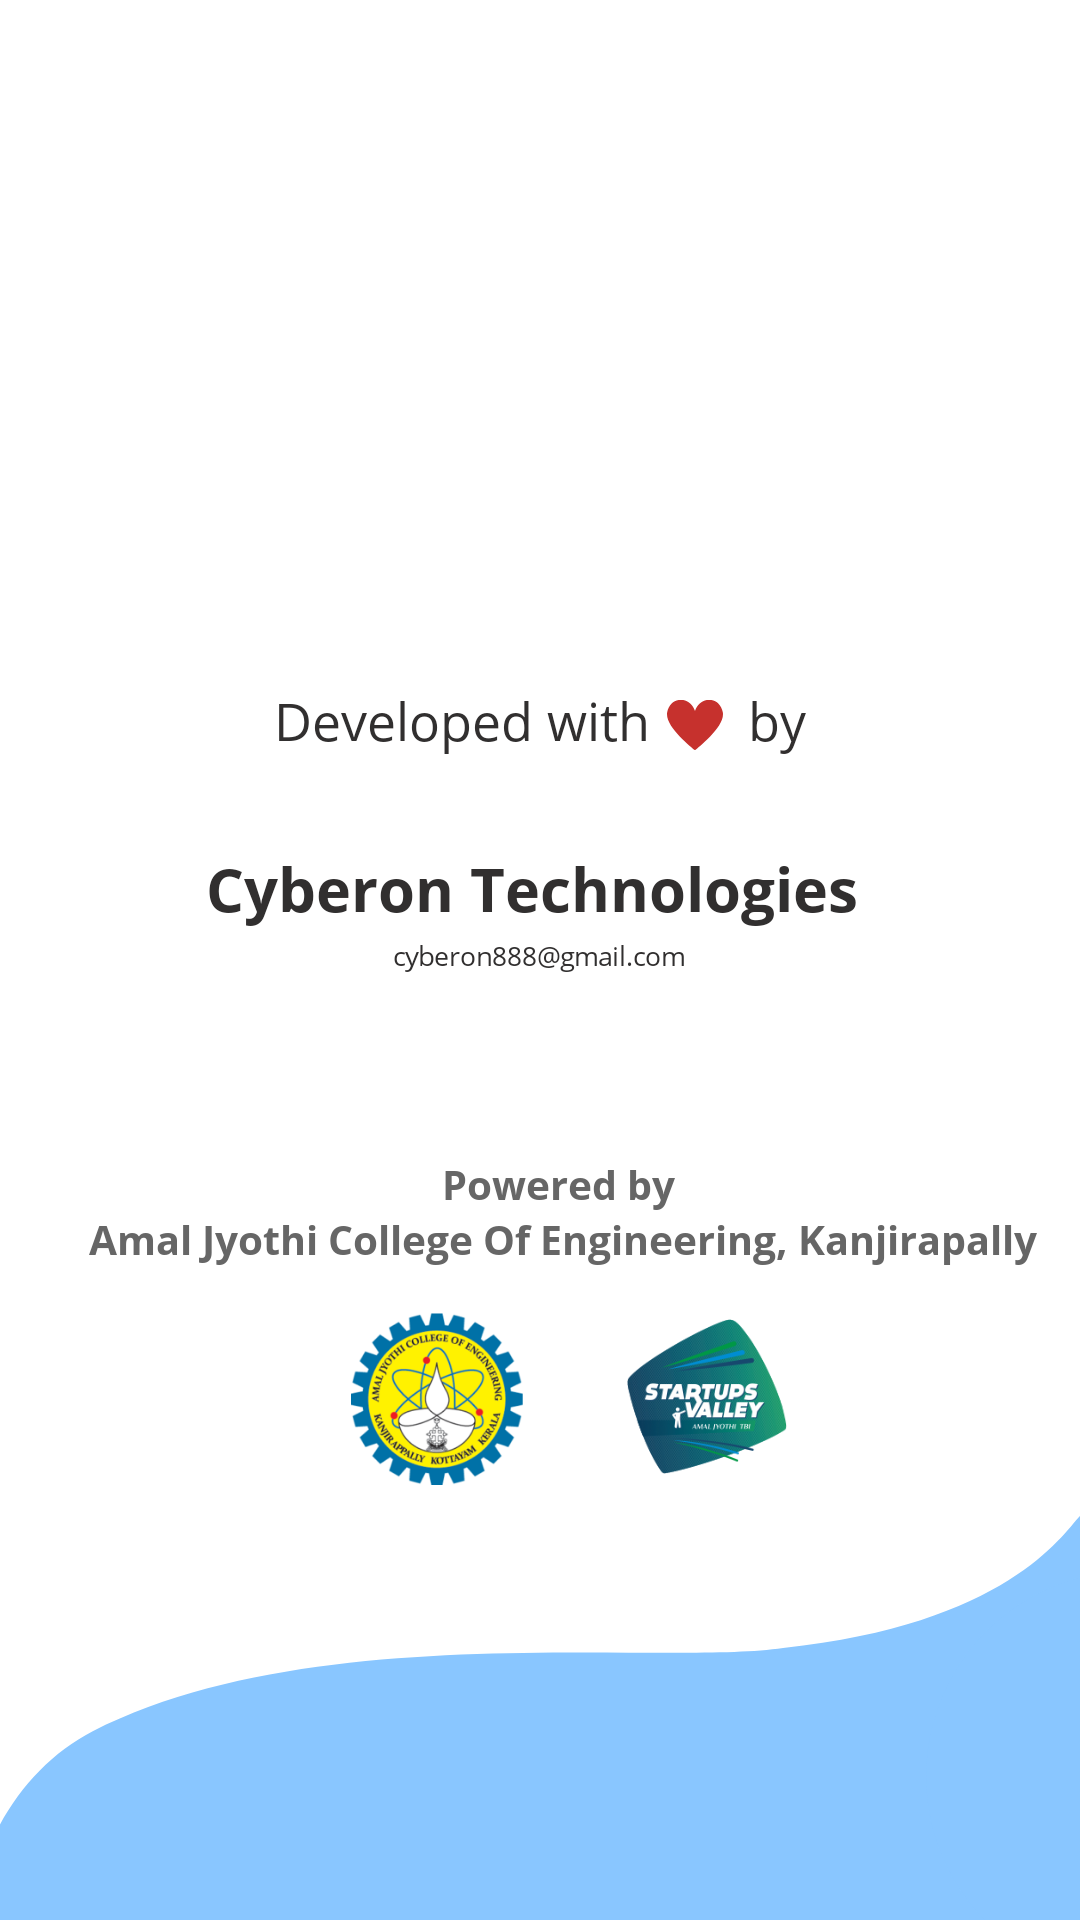 Developed with ❤ by
Cyberon Technologies
cyberon888@gmail.com
Powered by
Amal Jyothi College Of Engineering, Kanjirapally
AMAL JYOTHI COLLEGE OF ENGINEERING
KANJIRAPPALLY KOTTAYAM KERALA
STARTUPS
VALLEY
AMAL JYOTHI TBI